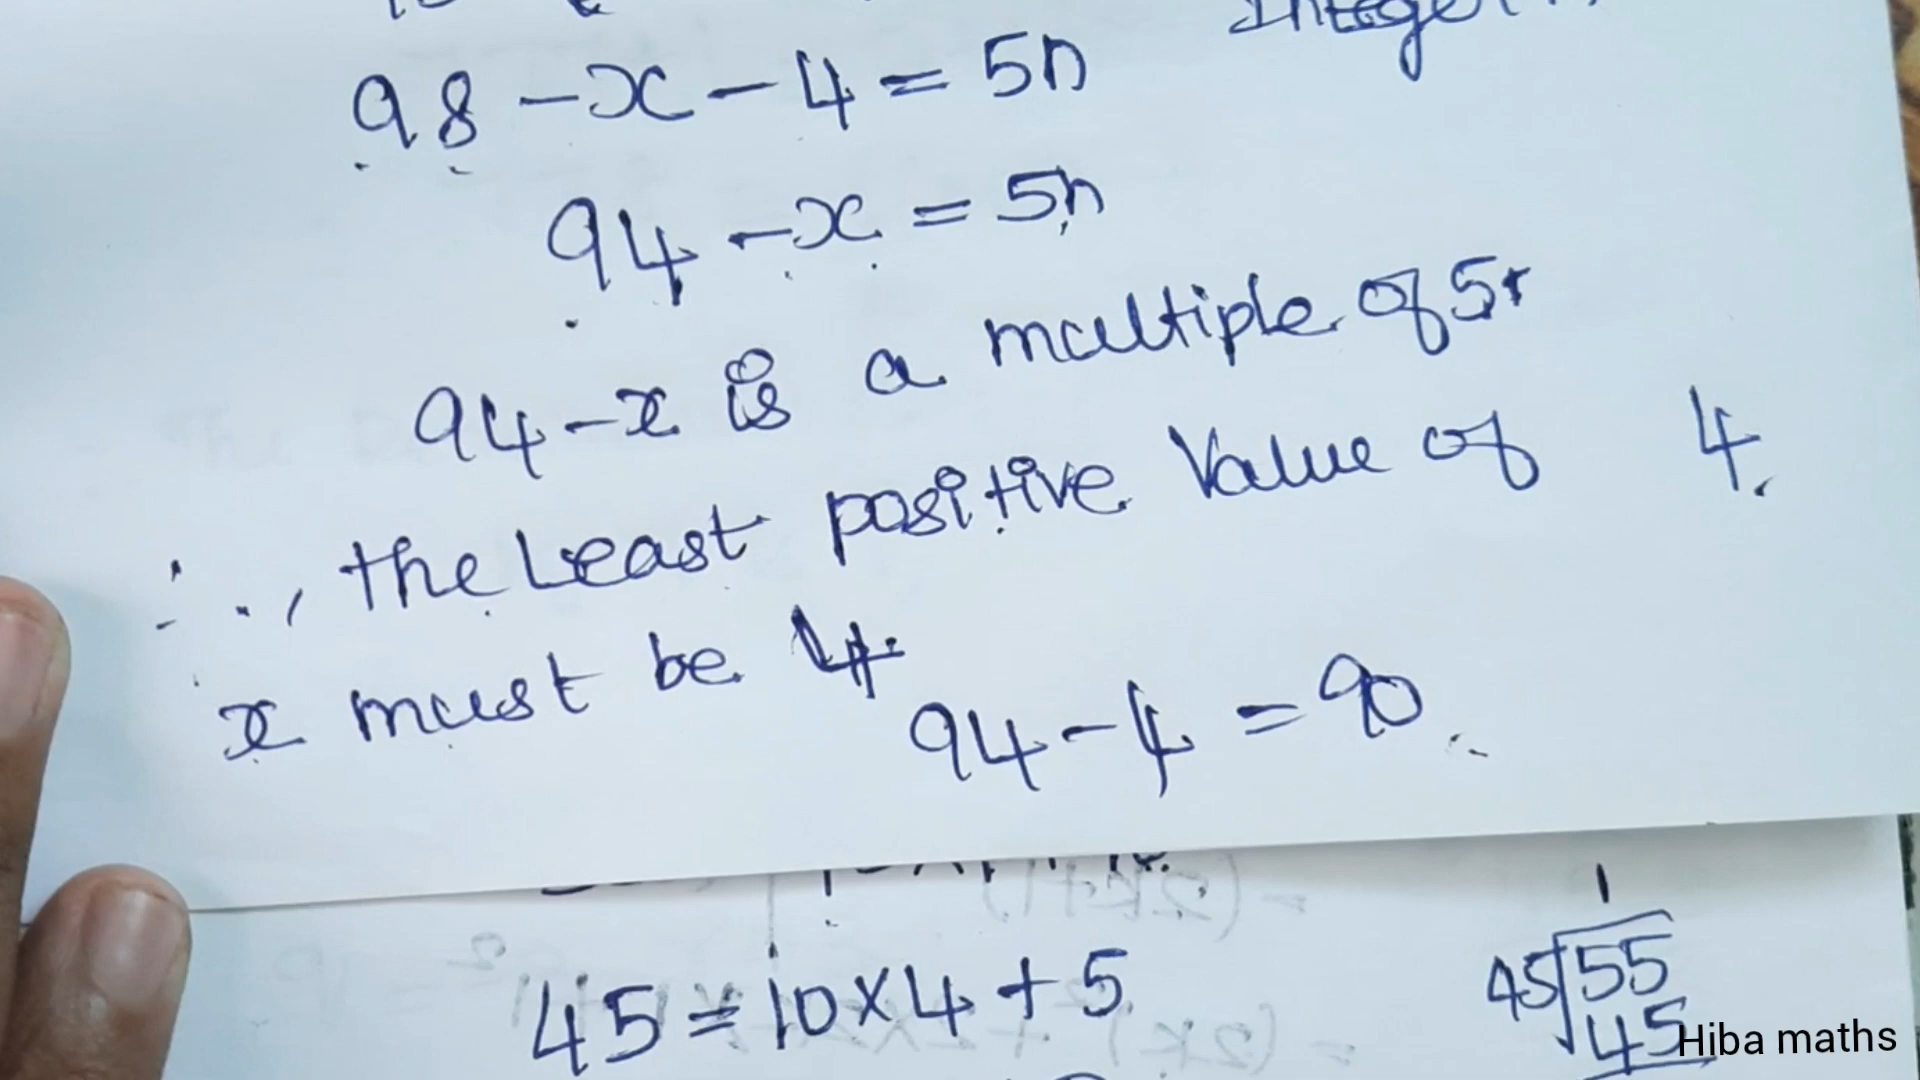 Integer
98 - x - 4 = 5n
94 - x = 5n
94 - x is a multiple of 5.
∴, the Least positive Value of 4.
x must be 4.
94 - 4 = 90.
45 = 10 × 4 + 5
1
45 55
45
Hiba maths